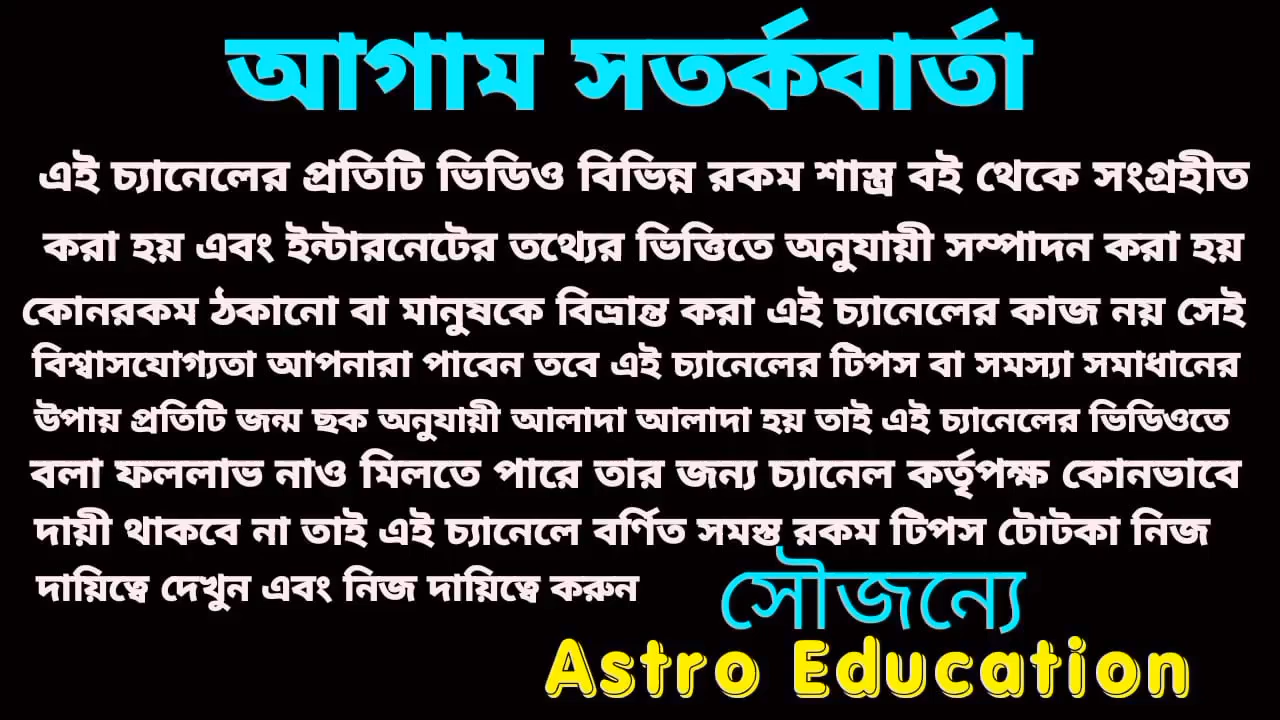 আগাম সতর্কবার্তা
এই চ্যানেলের প্রতিটি ভিডিও বিভিন্ন রকম শাস্ত্র বই থেকে সংগ্রহীত
করা হয় এবং ইন্টারনেটের তথ্যের ভিত্তিতে অনুযায়ী সম্পাদন করা হয়
কোনরকম ঠকানো বা মানুষকে বিভ্রান্ত করা এই চ্যানেলের কাজ নয় সেই
বিশ্বাসযোগ্যতা আপনারা পাবেন তবে এই চ্যানেলের টিপস বা সমস্যা সমাধানের
উপায় প্রতিটি জন্ম ছক অনুযায়ী আলাদা আলাদা হয় তাই এই চ্যানেলের ভিডিওতে
বলা ফললাভ নাও মিলতে পারে তার জন্য চ্যানেল কর্তৃপক্ষ কোনভাবে
দায়ী থাকবে না তাই এই চ্যানেলে বর্ণিত সমস্ত রকম টিপস টোটকা নিজ
দায়িত্বে দেখুন এবং নিজ দায়িত্বে করুন
সৌজন্যে
Astro Education